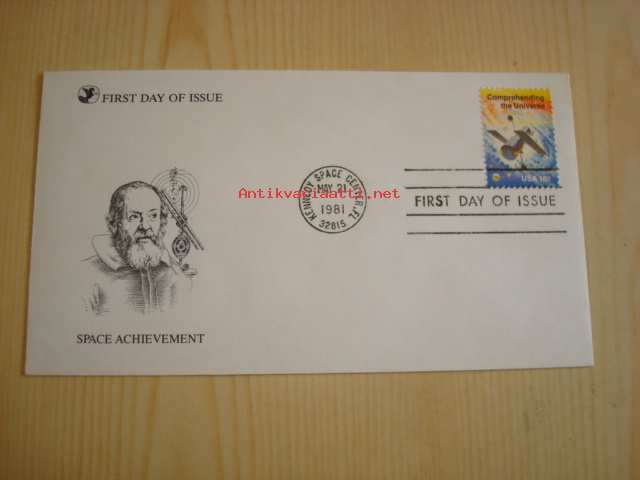 FIRST DAY OF ISSUE
Comprehending
the Universe
USA 18c
KENNEDY SPACE CENTER, FL
MAY 21
1981
32815
FIRST DAY OF ISSUE
Antikvariaatti.net
SPACE ACHIEVEMENT